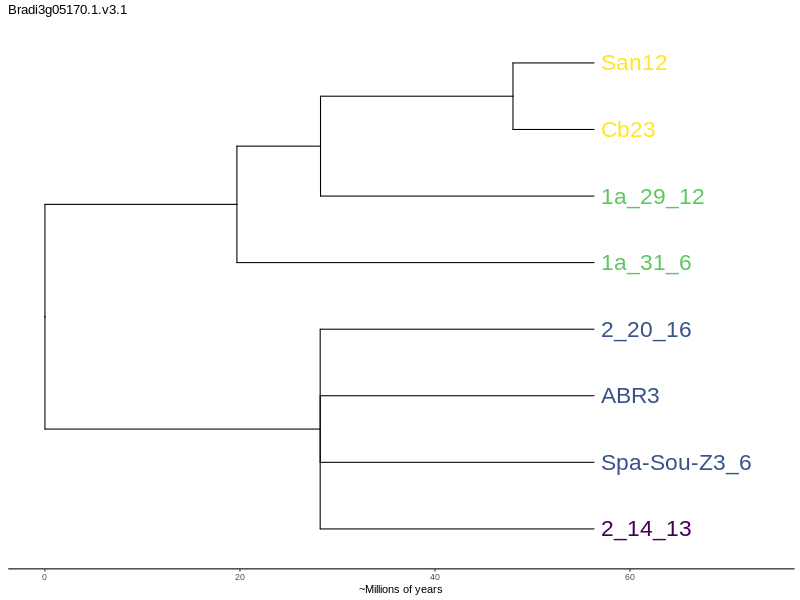 Bradi3g05170.1.v3.1
San12
Cb23
1a_29_12
1a_31_6
2_20_16
ABR3
Spa-Sou-Z3_6
2_14_13
0 20 40 60
~Millions of years